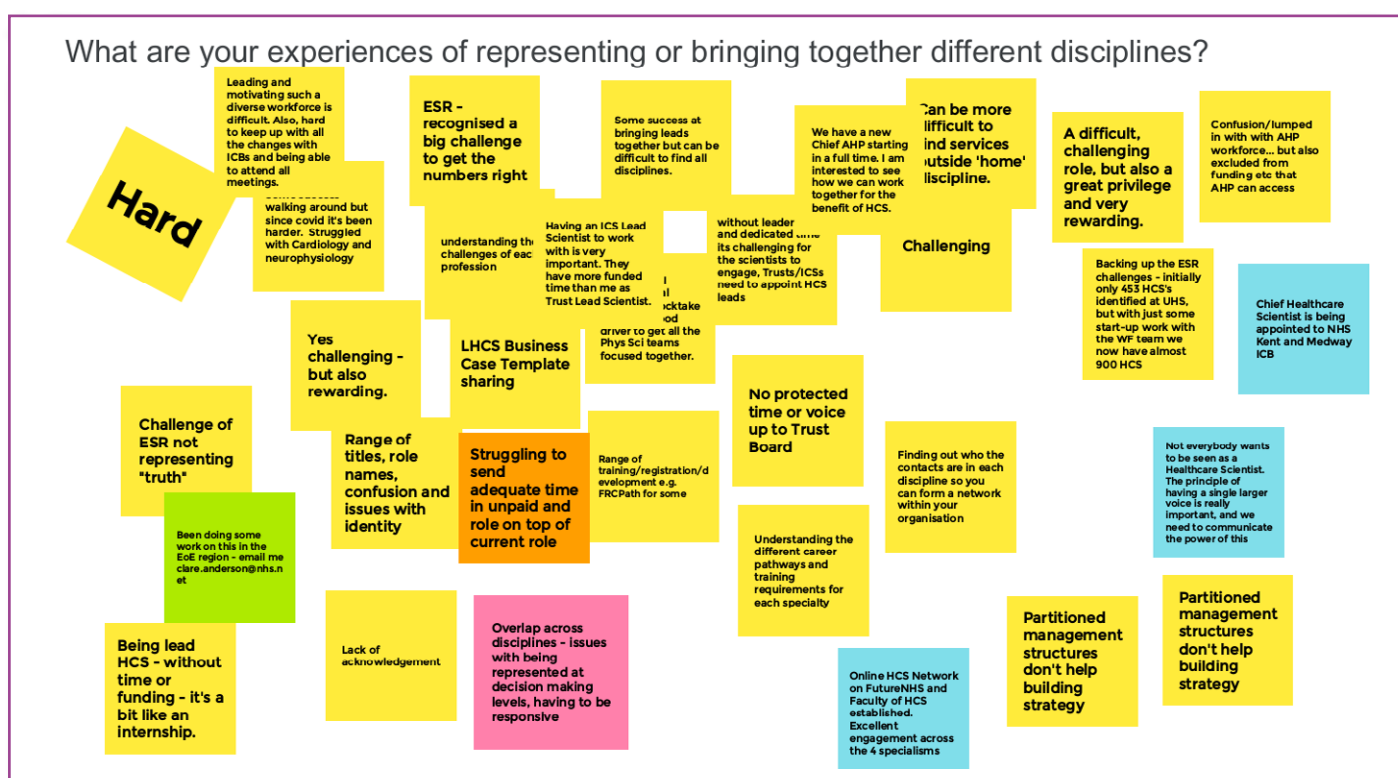 What are your experiences of representing or bringing together different disciplines?
Hard
Leading and
motivating such a
diverse workforce is
difficult. Also, hard
to keep up with all
the changes with
ICBs and being able
to attend all
meetings.
walking around but
since covid it's been
harder. Struggled
with Cardiology and
neurophysiology
ESR -
recognised a
big challenge
to get the
numbers right
understanding the
challenges of each
profession
Having an ICS Lead
Scientist to work
with is very
important. They
have more funded
time than me as
Trust Lead Scientist.
Some success at
bringing leads
together but can be
difficult to find all
disciplines.
driver to get all the
Phys Sci teams
focused together.
without leader
and dedicated time
its challenging for
the scientists to
engage, Trusts/ICSs
need to appoint HCS
leads
We have a new
Chief AHP starting
in a full time. I am
interested to see
how we can work
together for the
benefit of HCS.
Can be more
difficult to
find services
outside 'home'
discipline.
Challenging
A difficult,
challenging
role, but also a
great privilege
and very
rewarding.
Confusion/lumped
in with with AHP
workforce... but also
excluded from
funding etc that
AHP can access
Backing up the ESR
challenges - initially
only 453 HCS's
identified at UHS,
but with just some
start-up work with
the WF team we
now have almost
900 HCS
Chief Healthcare
Scientist is being
appointed to NHS
Kent and Medway
ICB
Yes
challenging -
but also
rewarding.
LHCS Business
Case Template
sharing
No protected
time or voice
up to Trust
Board
Challenge of
ESR not
representing
"truth"
Range of
titles, role
names,
confusion and
issues with
identity
Struggling to
send
adequate time
in unpaid and
role on top of
current role
Range of
training/registration/d
evelopment e.g.
FRCPath for some
Finding out who the
contacts are in each
discipline so you
can form a network
within your
organisation
Not everybody wants
to be seen as a
Healthcare Scientist.
The principle of
having a single larger
voice is really
important, and we
need to communicate
the power of this
Been doing some
work on this in the
EoE region - email me
clare.anderson@nhs.n
et
Understanding the
different career
pathways and
training
requirements for
each specialty
Being lead
HCS - without
time or
funding - it's a
bit like an
internship.
Lack of
acknowledgement
Overlap across
disciplines - issues
with being
represented at
decision making
levels, having to be
responsive
Online HCS Network
on FutureNHS and
Faculty of HCS
established.
Excellent
engagement across
the 4 specialisms
Partitioned
management
structures
don't help
building
strategy
Partitioned
management
structures
don't help
building
strategy